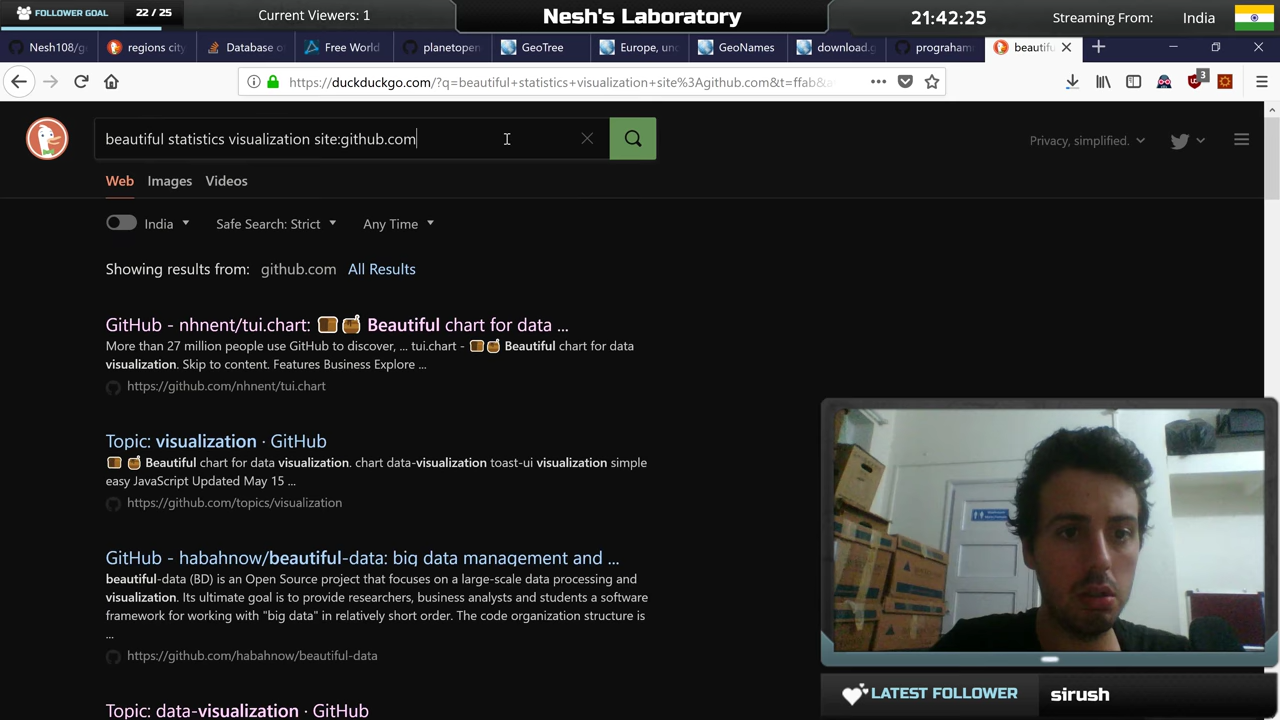 FOLLOWER GOAL 22 / 25 Current Viewers: 1 Nesh's Laboratory 21:42:25 Streaming From: India
Nesh108/ge regions city Database o Free World planetopen GeoTree Europe, und GeoNames download.g prograham beautifu
https://duckduckgo.com/?q=beautiful+statistics+visualization+site%3Agithub.com&t=ffab&a 3
beautiful statistics visualization site:github.com
Privacy, simplified.
Web Images Videos
India Safe Search: Strict Any Time
Showing results from: github.com All Results
GitHub - nhnent/tui.chart: 🍞🍯 Beautiful chart for data ...
More than 27 million people use GitHub to discover, ... tui.chart - 🍞🍯 Beautiful chart for data
visualization. Skip to content. Features Business Explore ...
https://github.com/nhnent/tui.chart
Topic: visualization · GitHub
🍞 🍯 Beautiful chart for data visualization. chart data-visualization toast-ui visualization simple
easy JavaScript Updated May 15 ...
https://github.com/topics/visualization
GitHub - habahnow/beautiful-data: big data management and ...
beautiful-data (BD) is an Open Source project that focuses on a large-scale data processing and
visualization. Its ultimate goal is to provide researchers, business analysts and students a software
framework for working with "big data" in relatively short order. The code organization structure is
...
https://github.com/habahnow/beautiful-data
Topic: data-visualization · GitHub
LATEST FOLLOWER sirush